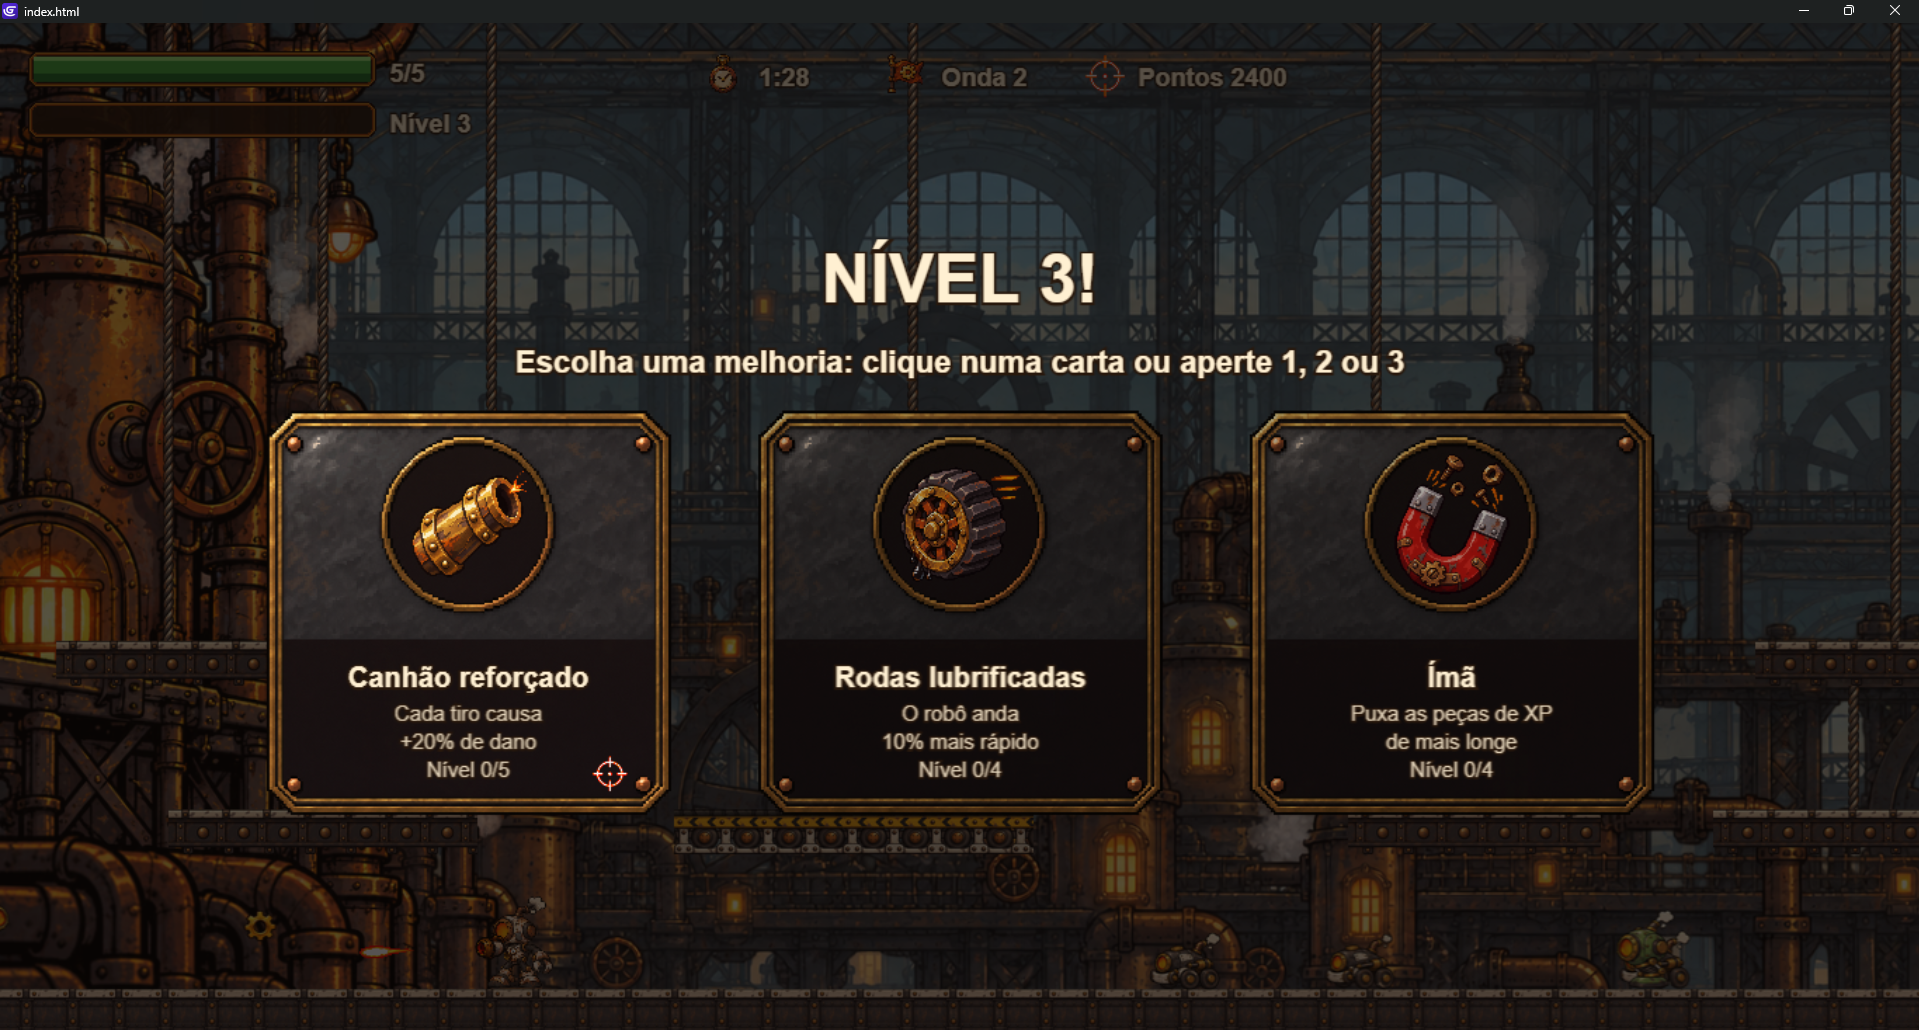 index.html
5/5
1:28
Onda 2
Pontos 2400
Nível 3
NÍVEL 3!
Escolha uma melhoria: clique numa carta ou aperte 1, 2 ou 3
Canhão reforçado
Cada tiro causa
+20% de dano
Nível 0/5
Rodas lubrificadas
O robô anda
10% mais rápido
Nível 0/4
Ímã
Puxa as peças de XP
de mais longe
Nível 0/4